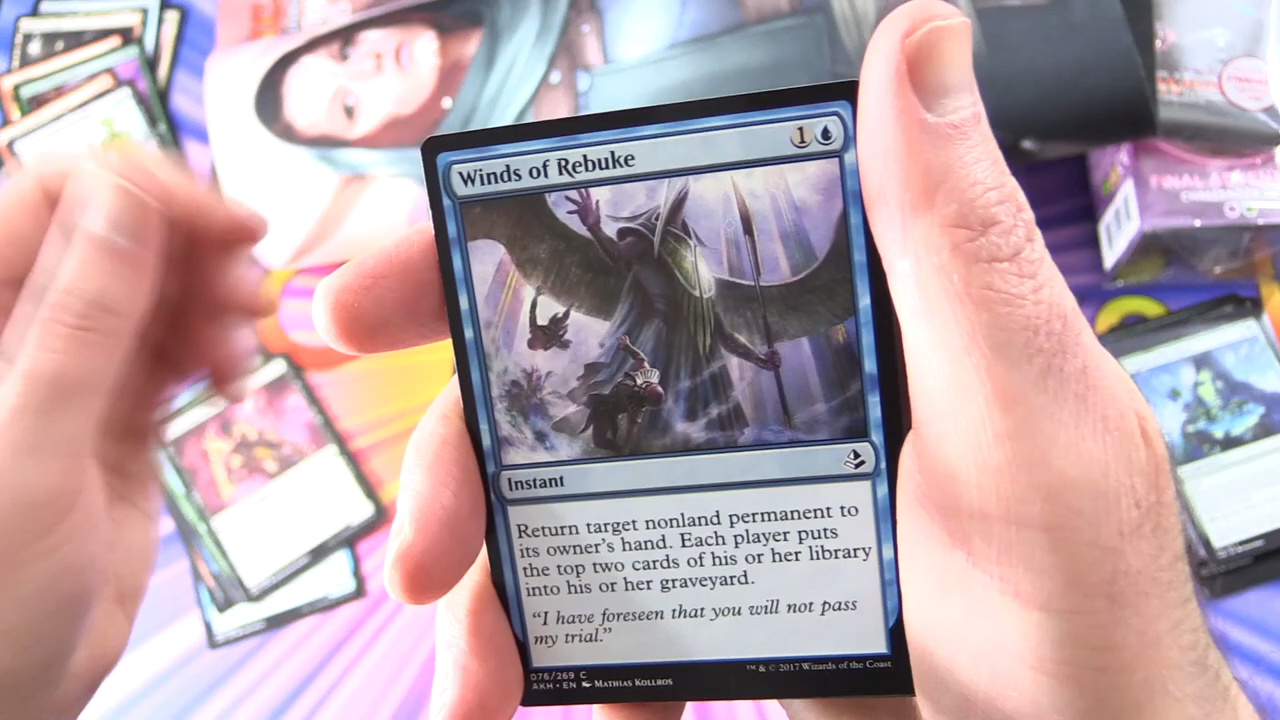 Winds of Rebuke
1
Instant
Return target nonland permanent to
its owner's hand. Each player puts
the top two cards of his or her library
into his or her graveyard.
"I have foreseen that you will not pass
my trial."
076/269 C
AKH • EN Mathias Kollros
™ & © 2017 Wizards of the Coast